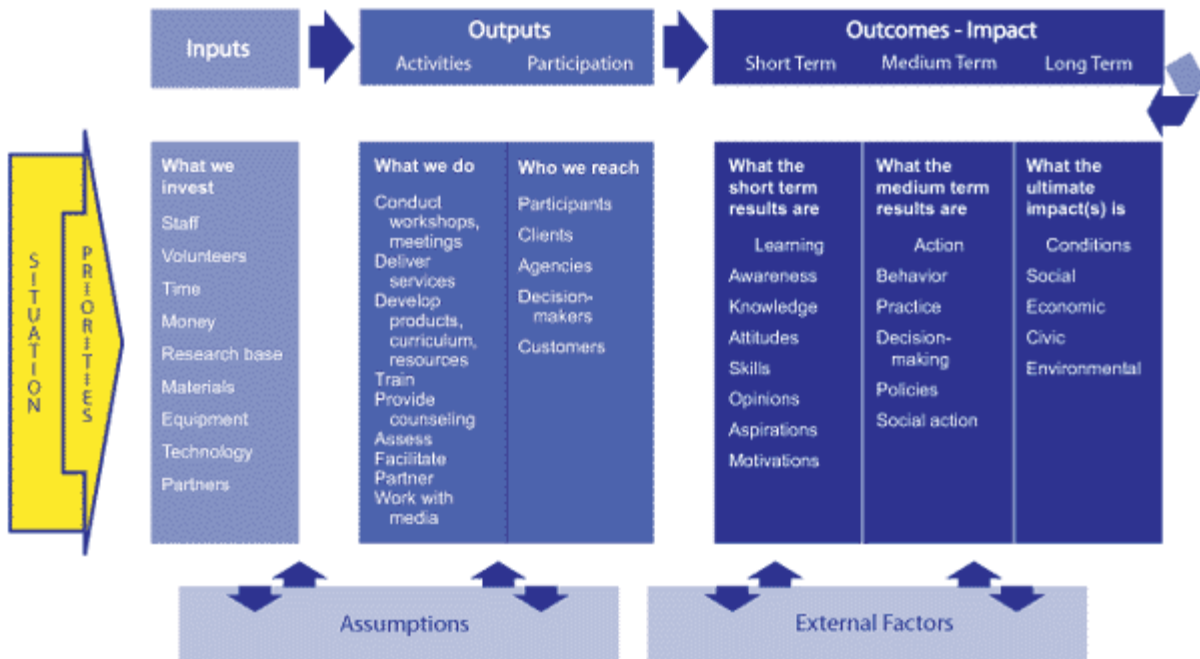 Inputs
Outputs
Activities
Participation
Outcomes - Impact
Short Term
Medium Term
Long Term
SITUATION
PRIORITIES
What we
invest
Staff
Volunteers
Time
Money
Research base
Materials
Equipment
Technology
Partners
What we do
Conduct
workshops,
meetings
Deliver
services
Develop
products,
curriculum,
resources
Train
Provide
counseling
Assess
Facilitate
Partner
Work with
media
Who we reach
Participants
Clients
Agencies
Decision-
makers
Customers
What the
short term
results are
Learning
Awareness
Knowledge
Attitudes
Skills
Opinions
Aspirations
Motivations
What the
medium term
results are
Action
Behavior
Practice
Decision-
making
Policies
Social action
What the
ultimate
impact(s) is
Conditions
Social
Economic
Civic
Environmental
Assumptions
External Factors